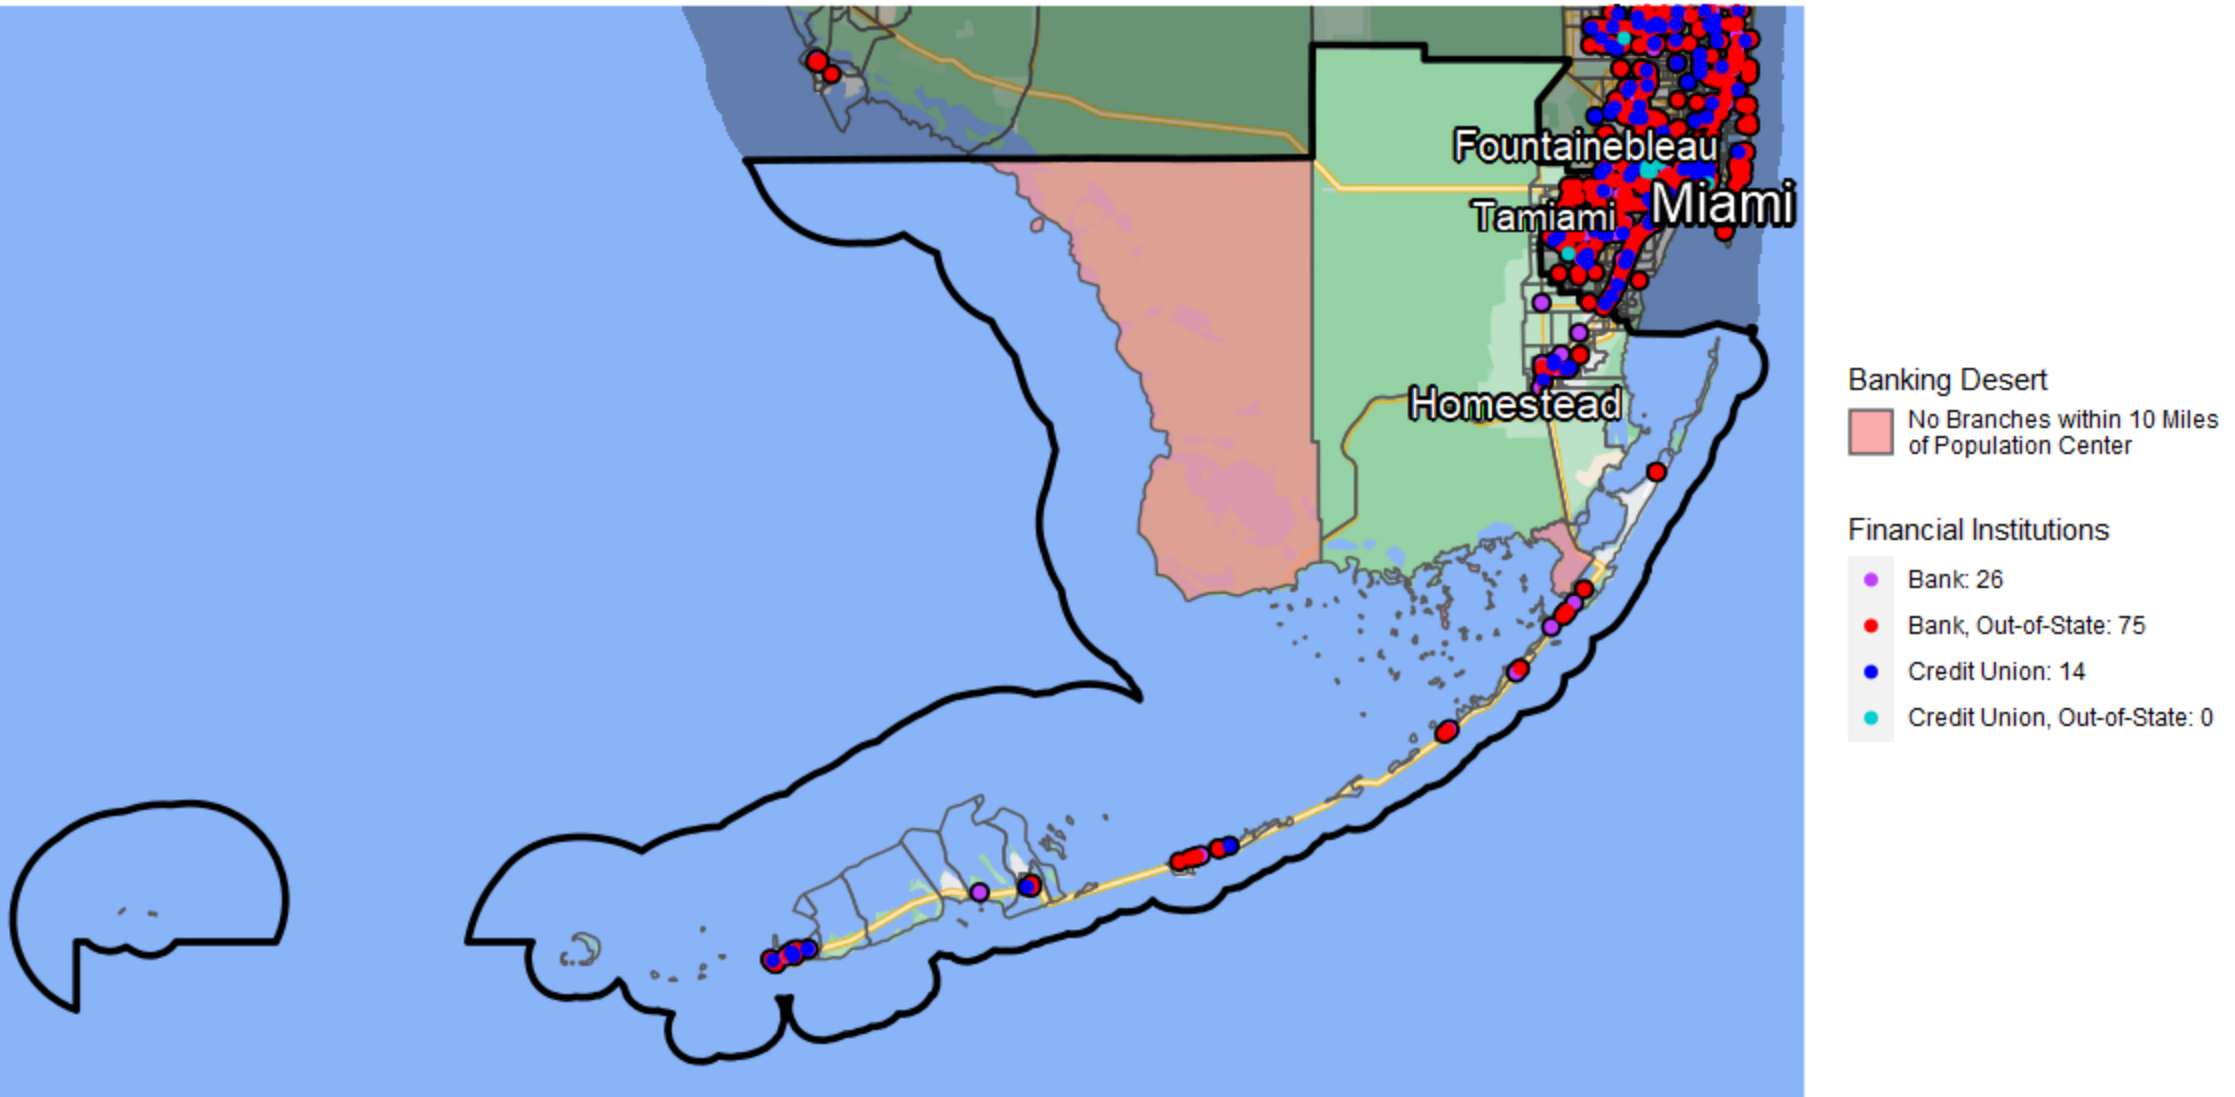 Fountainebleau
Miami
Tamiami
Homestead
Banking Desert
No Branches within 10 Miles
of Population Center
Financial Institutions
Bank: 26
Bank, Out-of-State: 75
Credit Union: 14
Credit Union, Out-of-State: 0